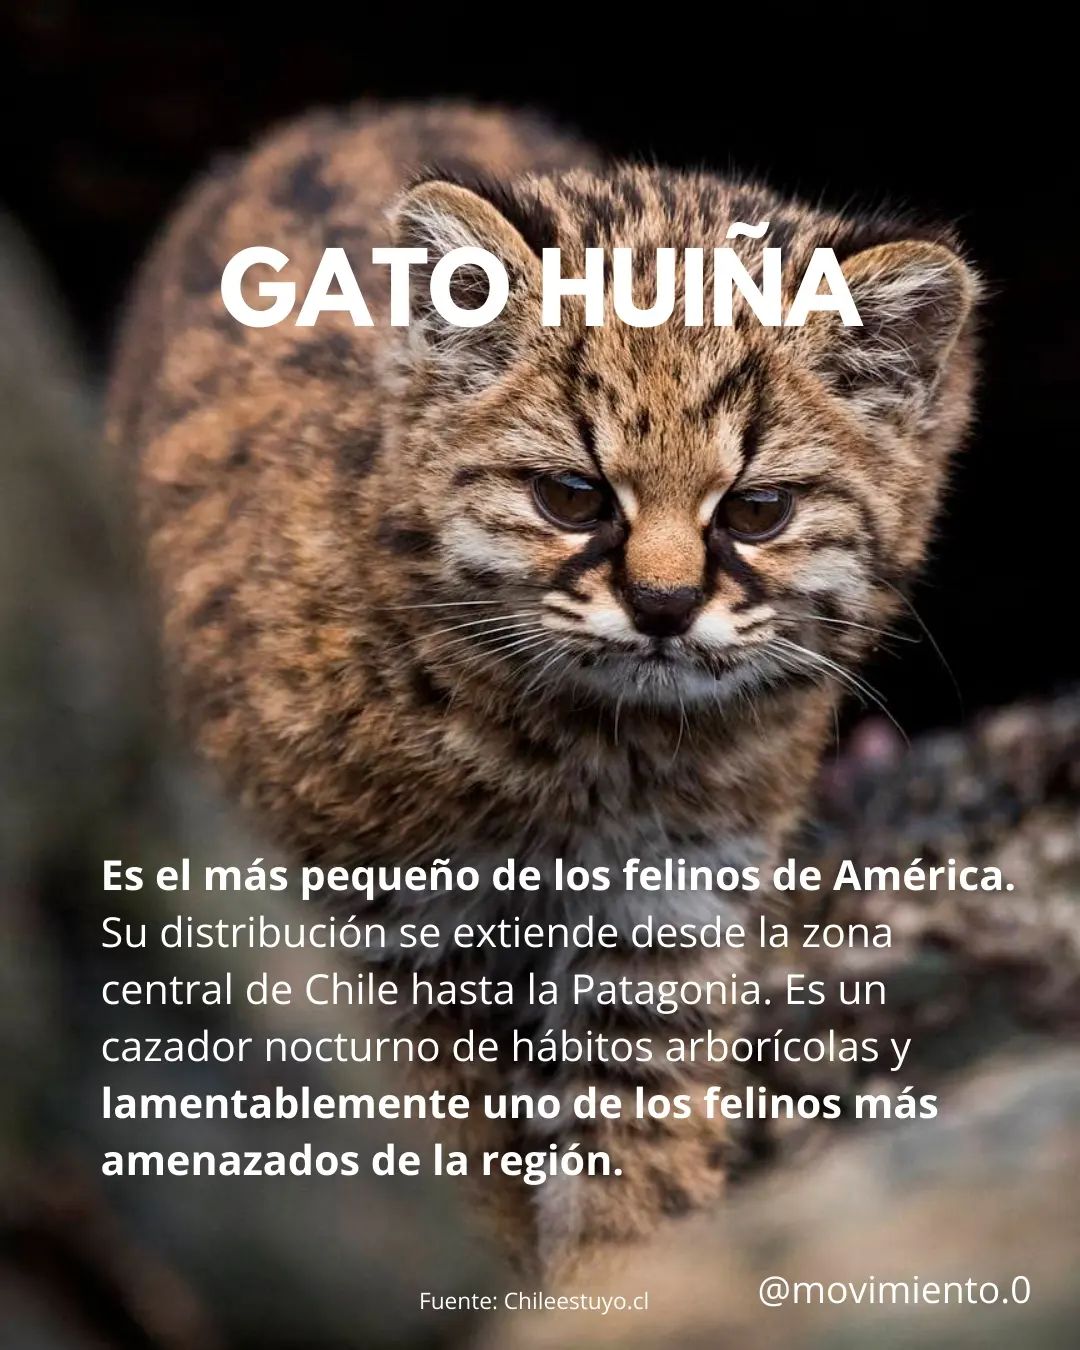 GATO HUIÑA
Es el más pequeño de los felinos de América.
Su distribución se extiende desde la zona
central de Chile hasta la Patagonia. Es un
cazador nocturno de hábitos arborícolas y
lamentablemente uno de los felinos más
amenazados de la región.
Fuente: Chileestuyo.cl
@movimiento.0